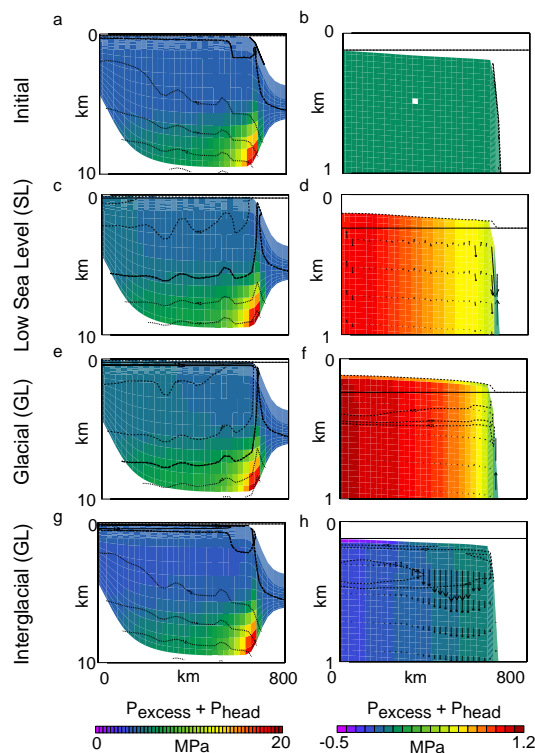 a
b
Initial
0
km
10
0
km
1
c
d
Low Sea Level (SL)
0
km
10
0
km
1
e
f
Glacial (GL)
0
km
10
0
km
1
g
h
Interglacial (GL)
0
km
10
0
km
1
0 km 800
0 km 800
Pexcess + Phead
Pexcess + Phead
0 MPa 20
-0.5 MPa 1.2